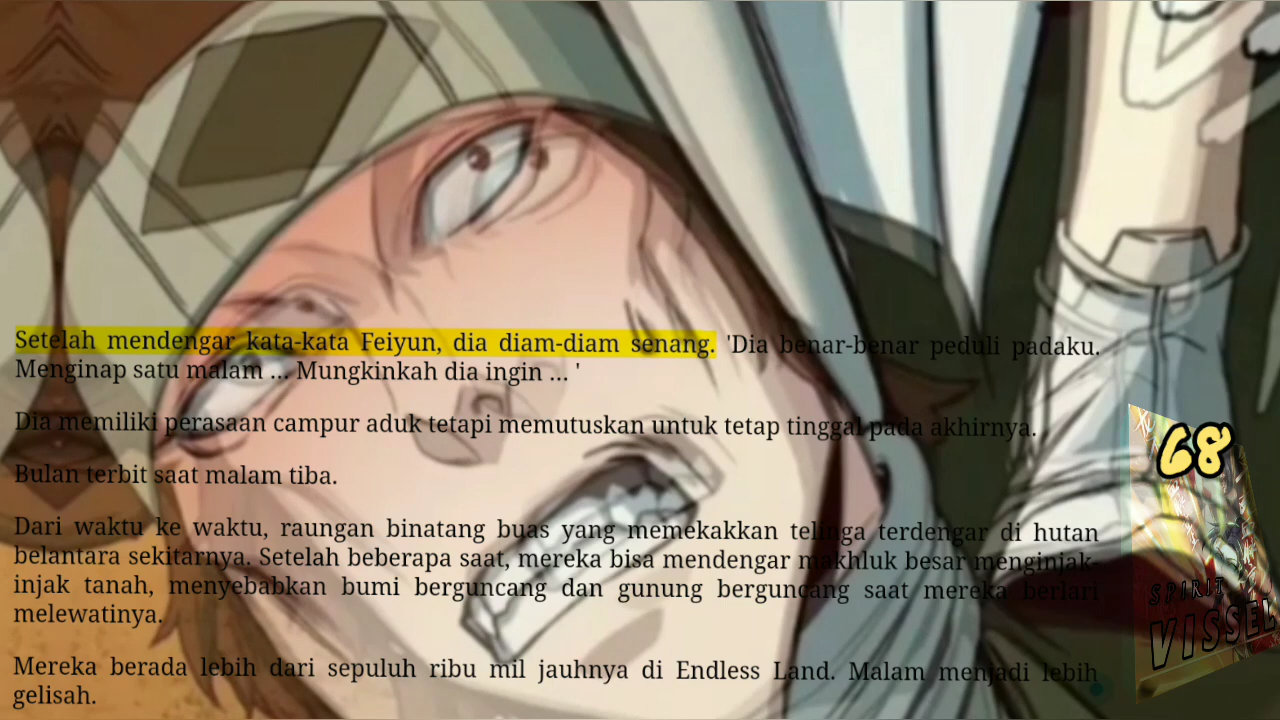 Setelah mendengar kata-kata Feiyun, dia diam-diam senang. 'Dia benar-benar peduli padaku.
Menginap satu malam ... Mungkinkah dia ingin ... '
Dia memiliki perasaan campur aduk tetapi memutuskan untuk tetap tinggal pada akhirnya.
Bulan terbit saat malam tiba.
Dari waktu ke waktu, raungan binatang buas yang memekakkan telinga terdengar di hutan
belantara sekitarnya. Setelah beberapa saat, mereka bisa mendengar makhluk besar menginjak-
injak tanah, menyebabkan bumi berguncang dan gunung berguncang saat mereka berlari
melewatinya.
Mereka berada lebih dari sepuluh ribu mil jauhnya di Endless Land. Malam menjadi lebih
gelisah.
68
SPIRIT
VISSEL